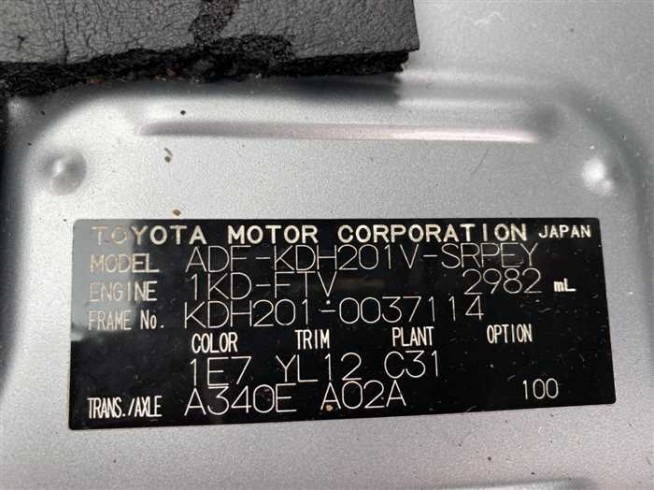 TOYOTA MOTOR CORPORATION JAPAN
MODEL ADF-KDH201V-SRPEY
ENGINE 1KD-FTV 2982 mL
FRAME No. KDH201-0037114
COLOR TRIM PLANT OPTION
1E7 YL12 C31
TRANS./AXLE A340E A02A 100